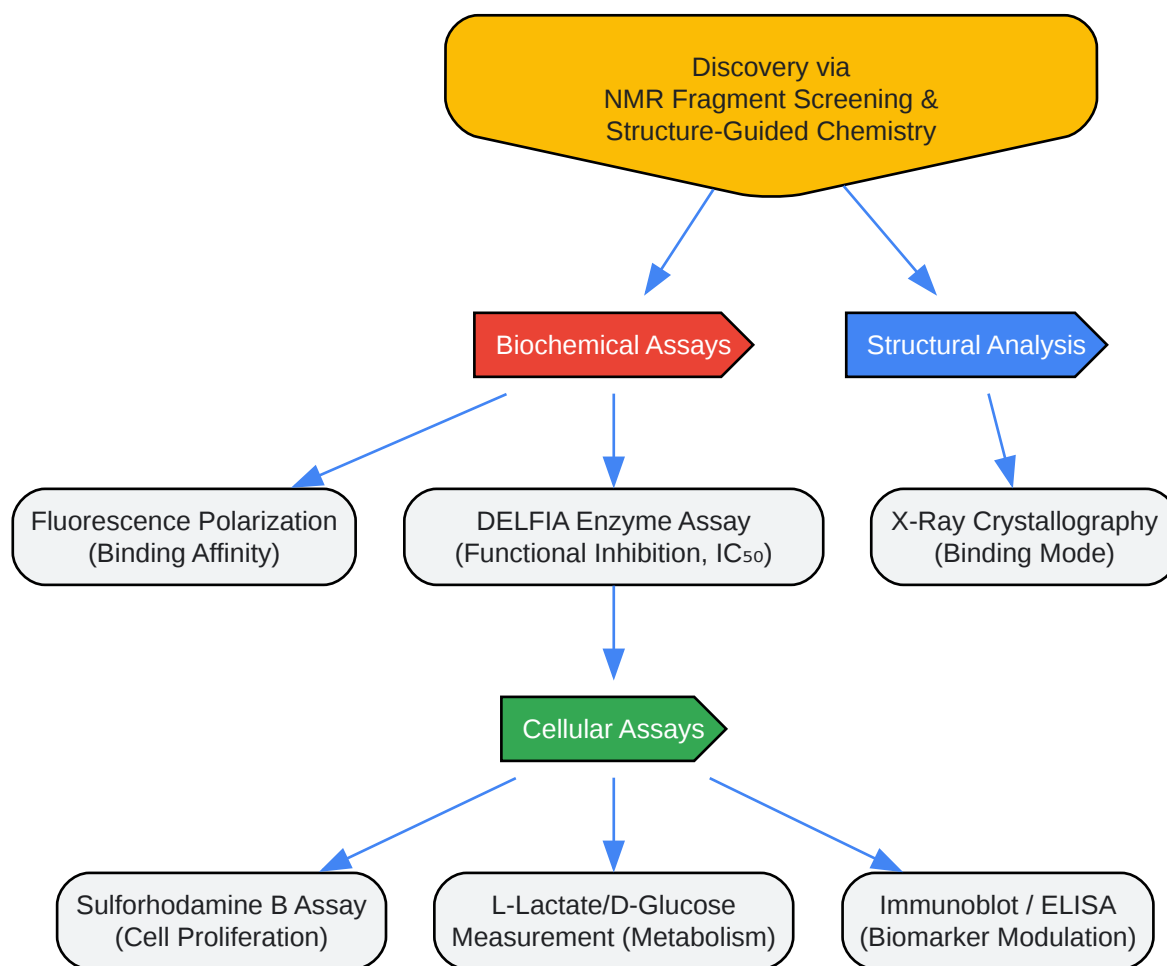 Discovery via
NMR Fragment Screening &
Structure-Guided Chemistry
Biochemical Assays
Structural Analysis
Fluorescence Polarization
(Binding Affinity)
DELFIA Enzyme Assay
(Functional Inhibition, IC₅₀)
X-Ray Crystallography
(Binding Mode)
Cellular Assays
Sulforhodamine B Assay
(Cell Proliferation)
L-Lactate/D-Glucose
Measurement (Metabolism)
Immunoblot / ELISA
(Biomarker Modulation)